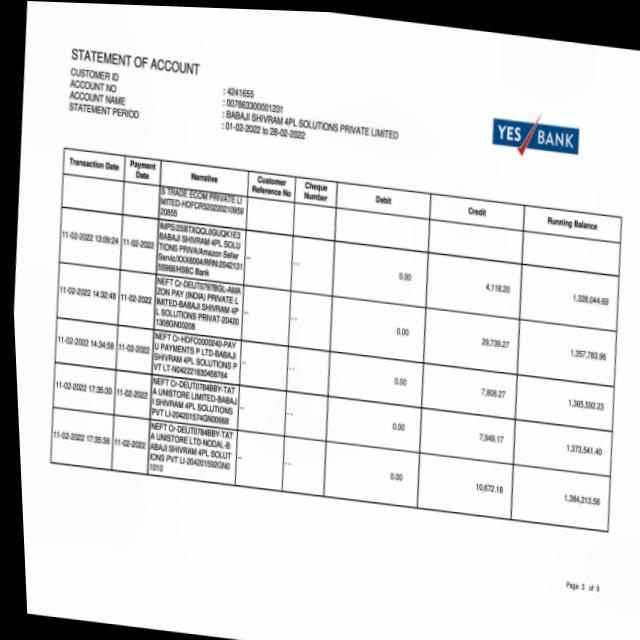 STATEMENT OF ACCOUNT
CUSTOMER ID : 4241655
ACCOUNT NO : 007863300001231
ACCOUNT NAME : BABAJI SHIVRAM 4PL SOLUTIONS PRIVATE LIMITED
STATEMENT PERIOD : 01-02-2022 to 28-02-2022
YES BANK
Transaction Date Payment Date Narrative Customer Reference No Cheque Number Debit Credit Running Balance
S TRADE ECOM PRIVATE LI
MITED-HDFCR520220210959
20855
11-02-2022 13:09:24 11-02-2022 -- -- 0.00 4,118.20 1,328,044.69
BABAJI SHIVRAM 4PL SOLU
TIONS PRIVA/Amazon Seller
Servic/XXX6004/RRN:2042131
55968/HSBC Bank
11-02-2022 14:32:48 11-02-2022 NEFT Cr-DEUT0797BGL-AMA -- -- 0.00 29,739.27 1,357,783.96
ZON PAY (INDIA) PRIVATE L
IMITED-BABAJI SHIVRAM 4P
L SOLUTIONS PRIVAT-20420
1308GN00208
11-02-2022 14:34:58 11-02-2022 NEFT Cr-HDFC0000240-PAY -- -- 0.00 7,808.27 1,365,592.23
U PAYMENTS P LTD-BABAJI
SHIVRAM 4PL SOLUTIONS P
VT LT-N042221830458764
11-02-2022 17:35:30 11-02-2022 NEFT Cr-DEUT0784BBY-TAT -- -- 0.00 7,949.17 1,373,541.40
A UNISTORE LIMITED-BABAJ
I SHIVRAM 4PL SOLUTIONS
PVT LI-204201574GN00668
11-02-2022 17:35:36 11-02-2022 NEFT Cr-DEUT0784BBY-TAT -- -- 0.00 10,672.18 1,384,213.58
A UNISTORE LTD-NODAL-B
ABAJI SHIVRAM 4PL SOLUT
IONS PVT LI-204201592GN0
1010
Page 3 of 9